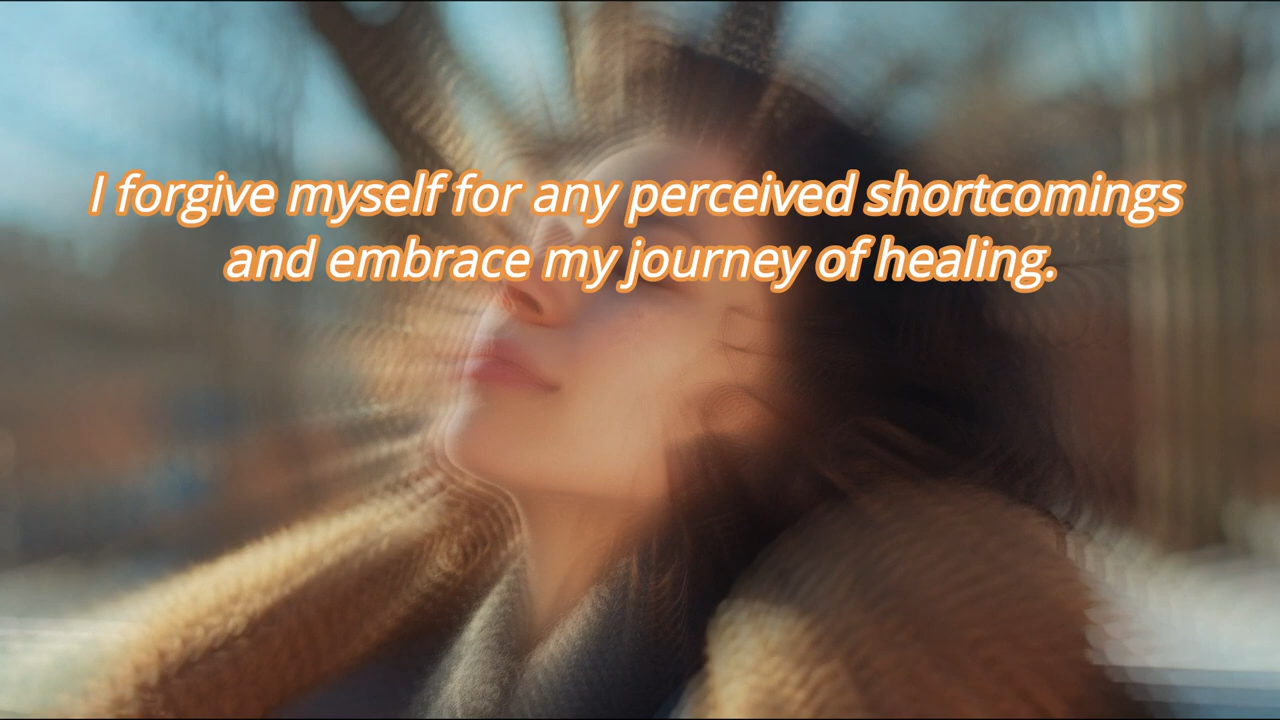 I forgive myself for any perceived shortcomings
and embrace my journey of healing.